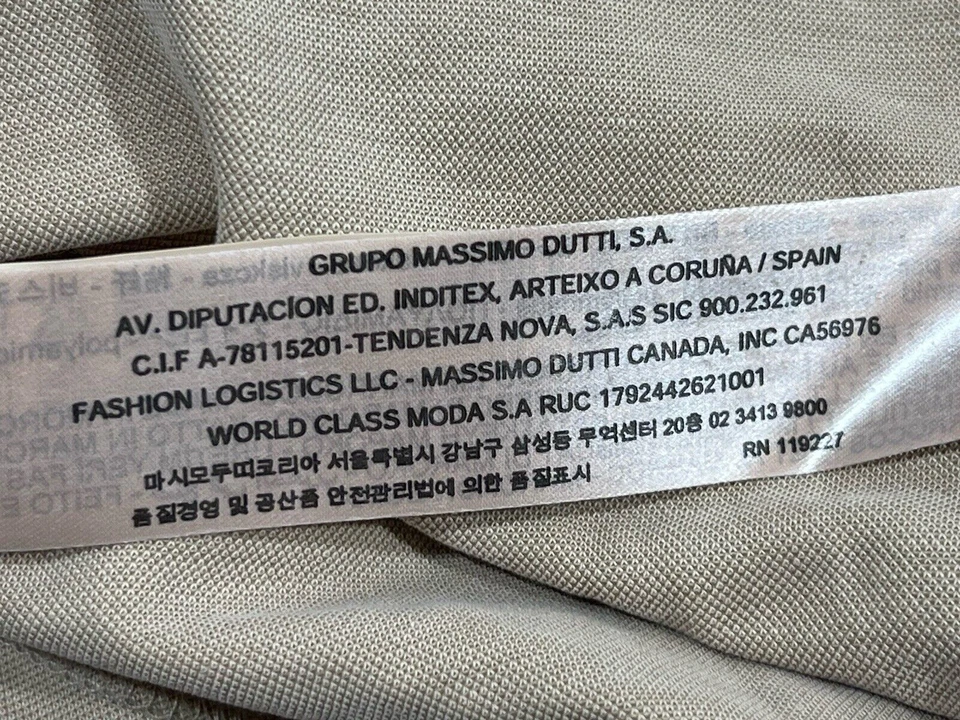 GRUPO MASSIMO DUTTI, S.A.
AV. DIPUTACÍON ED. INDITEX, ARTEIXO A CORUÑA / SPAIN
C.I.F A-78115201-TENDENZA NOVA, S.A.S SIC 900.232.961
FASHION LOGISTICS LLC - MASSIMO DUTTI CANADA, INC CA56976
WORLD CLASS MODA S.A RUC 1792442621001
마시모두띠코리아 서울특별시 강남구 삼성동 무역센터 20층 02 3413 9800
품질경영 및 공산품 안전관리법에 의한 품질표시 RN 119227